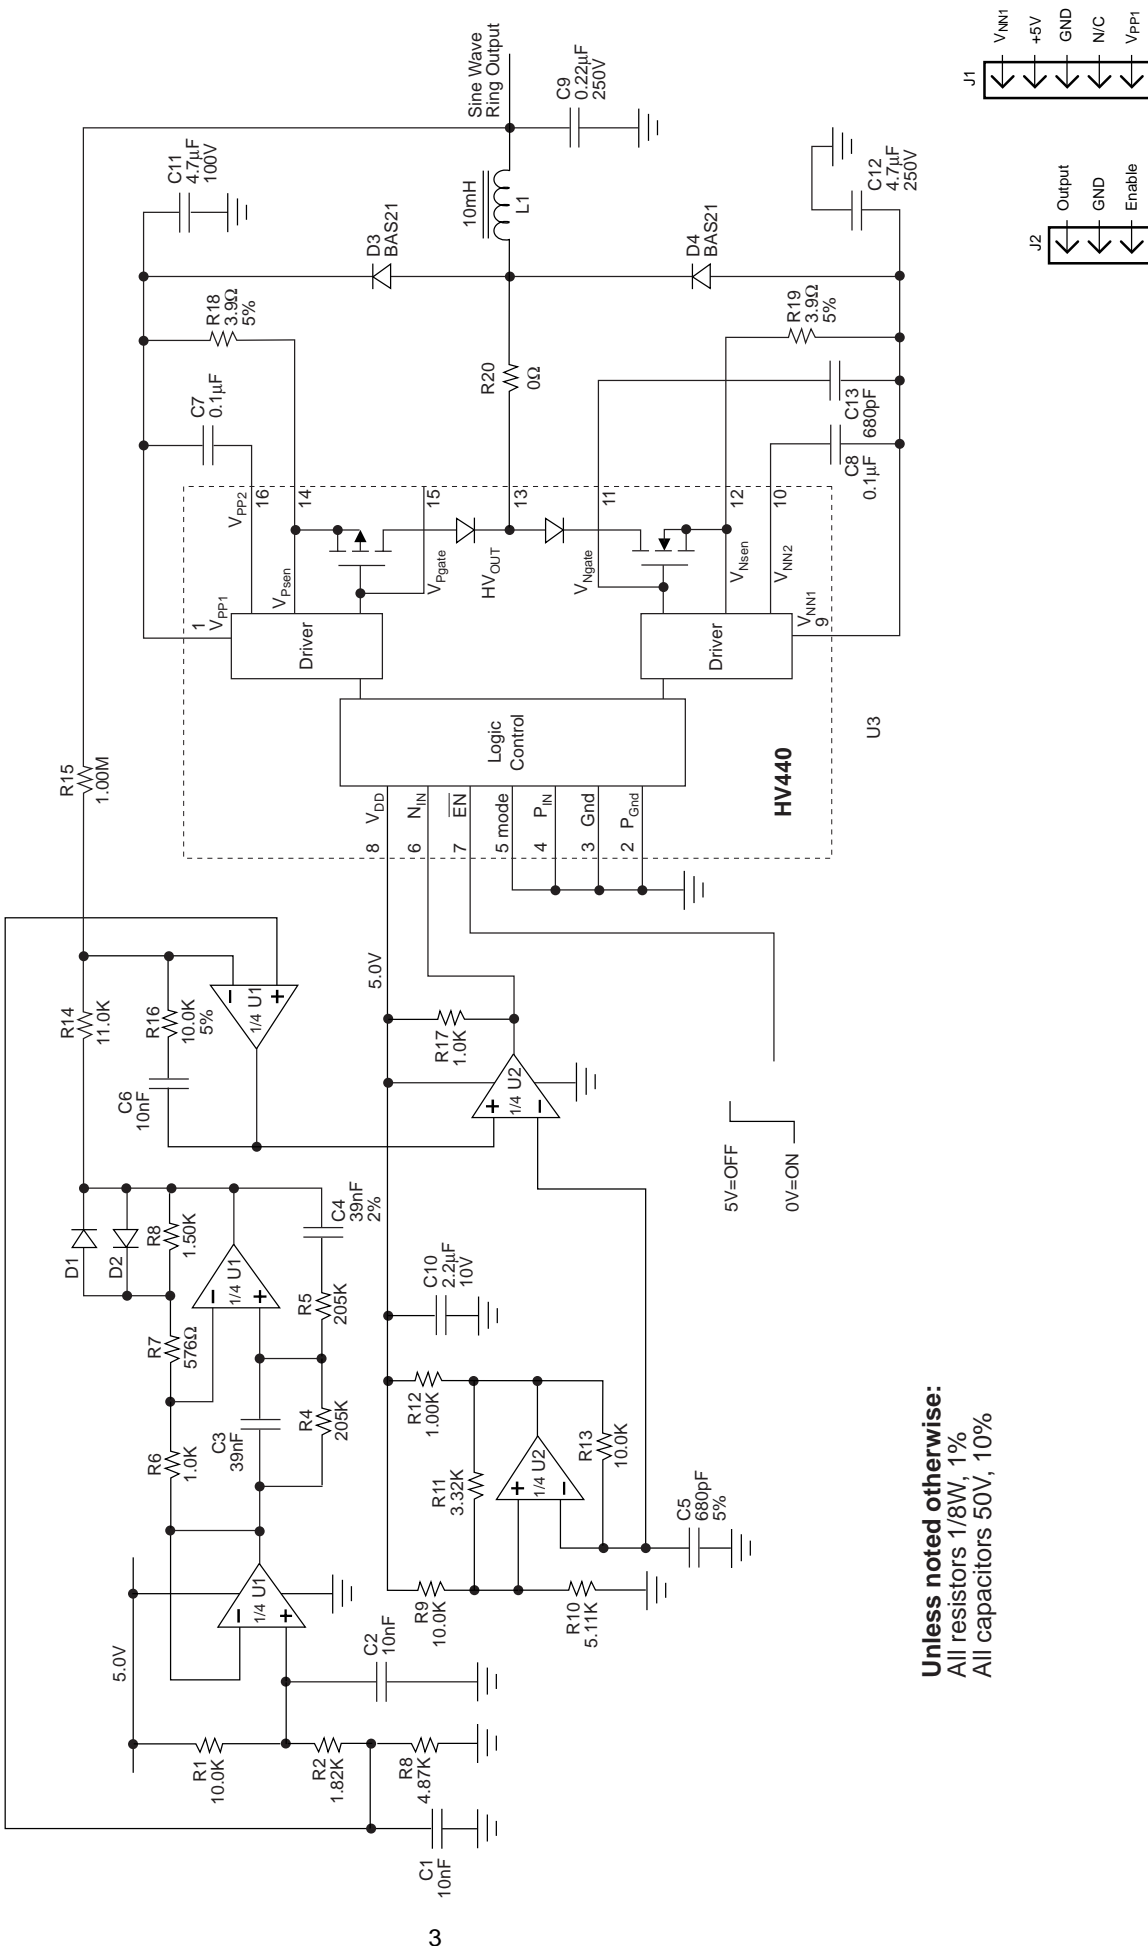 Sine Wave
Ring Output
C9
0.22µF
250V
C11
4.7µF
100V
10mH
L1
C12
4.7µF
250V
D3
BAS21
D4
BAS21
R18
3.9Ω
5%
R19
3.9Ω
5%
R20
0Ω
C7
0.1µF
C13
680pF
C8
0.1µF
J1
VNN1
+5V
GND
N/C
VPP1
J2
Output
GND
Enable
VPP2
16
14
15
13
11
12
10
1
VPP1
VPsen
VPgate
HVOUT
VNgate
VNsen
VNN2
VNN1
9
Driver
Driver
Logic
Control
HV440
U3
8
VDD
6
NIN
7
EN
5 mode
4
PIN
3
Gnd
2
PGnd
R15
1.00M
R14
11.0K
R16
10.0K
5%
C6
10nF
1/4 U1
5.0V
R17
1.0K
1/4 U2
5V=OFF
0V=ON
D1
D2
R8
1.50K
R7
576Ω
R6
1.0K
1/4 U1
C3
39nF
R4
205K
R5
205K
C4
39nF
2%
C10
2.2µF
10V
R12
1.00K
R11
3.32K
1/4 U2
R13
10.0K
R9
10.0K
R10
5.11K
C5
680pF
5%
5.0V
1/4 U1
C2
10nF
R1
10.0K
R2
1.82K
R8
4.87K
C1
10nF
Unless noted otherwise:
All resistors 1/8W, 1%
All capacitors 50V, 10%
3